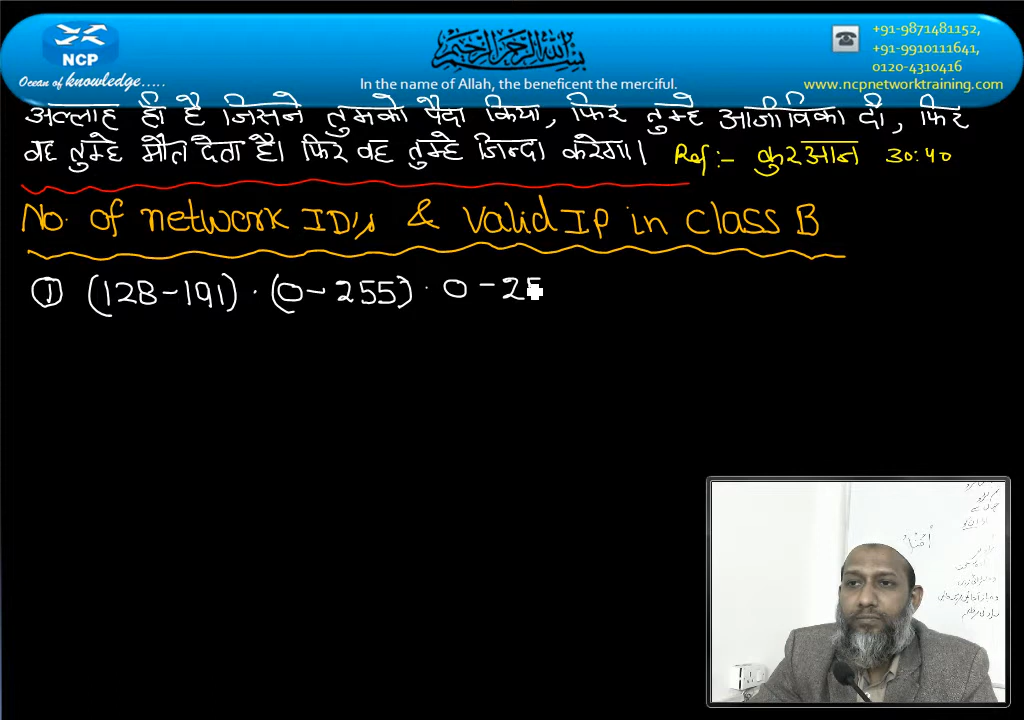 NCP
Ocean of knowledge.....
بسم الله الرحمن الرحيم
In the name of Allah, the beneficent the merciful.
+91-9871481152,
+91-9910111641,
0120-4310416
www.ncpnetworktraining.com
अल्लाह ही है जिसने तुमको पैदा किया, फिर तुम्हे आजीविका दी, फिर
वह तुम्हे मौत देता है। फिर वह तुम्हे जिन्दा करेगा। Ref:- कुरआन 30:40
No. of network ID's & Valid IP in Class B
① (128-191) . (0-255) . 0-25